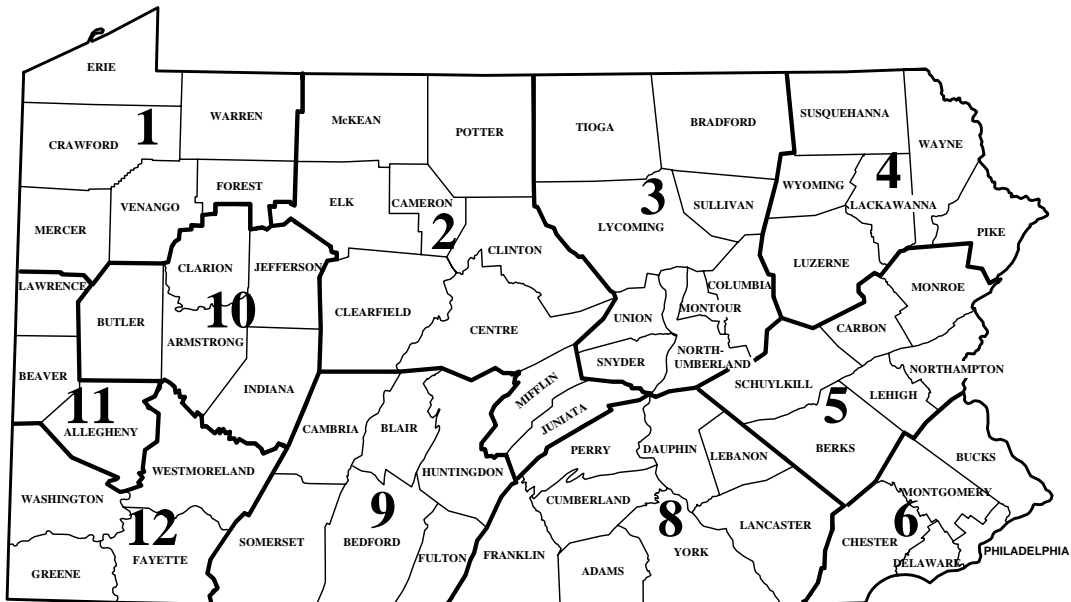 ERIE
WARREN
McKEAN
POTTER
TIOGA
BRADFORD
SUSQUEHANNA
WAYNE
CRAWFORD
1
FOREST
VENANGO
MERCER
ELK
CAMERON
2
CLINTON
3
LYCOMING
SULLIVAN
WYOMING
4
LACKAWANNA
PIKE
LUZERNE
LAWRENCE
BUTLER
CLARION
JEFFERSON
10
ARMSTRONG
CLEARFIELD
CENTRE
UNION
MONTOUR
COLUMBIA
MONROE
CARBON
SNYDER
NORTH-
UMBERLAND
BEAVER
11
ALLEGHENY
INDIANA
MIFFLIN
JUNIATA
SCHUYLKILL
5
NORTHAMPTON
LEHIGH
CAMBRIA
BLAIR
HUNTINGDON
PERRY
DAUPHIN
LEBANON
BERKS
BUCKS
WASHINGTON
WESTMORELAND
12
FAYETTE
GREENE
SOMERSET
9
BEDFORD
FULTON
FRANKLIN
CUMBERLAND
8
YORK
ADAMS
LANCASTER
MONTGOMERY
6
CHESTER
DELAWARE
PHILADELPHIA